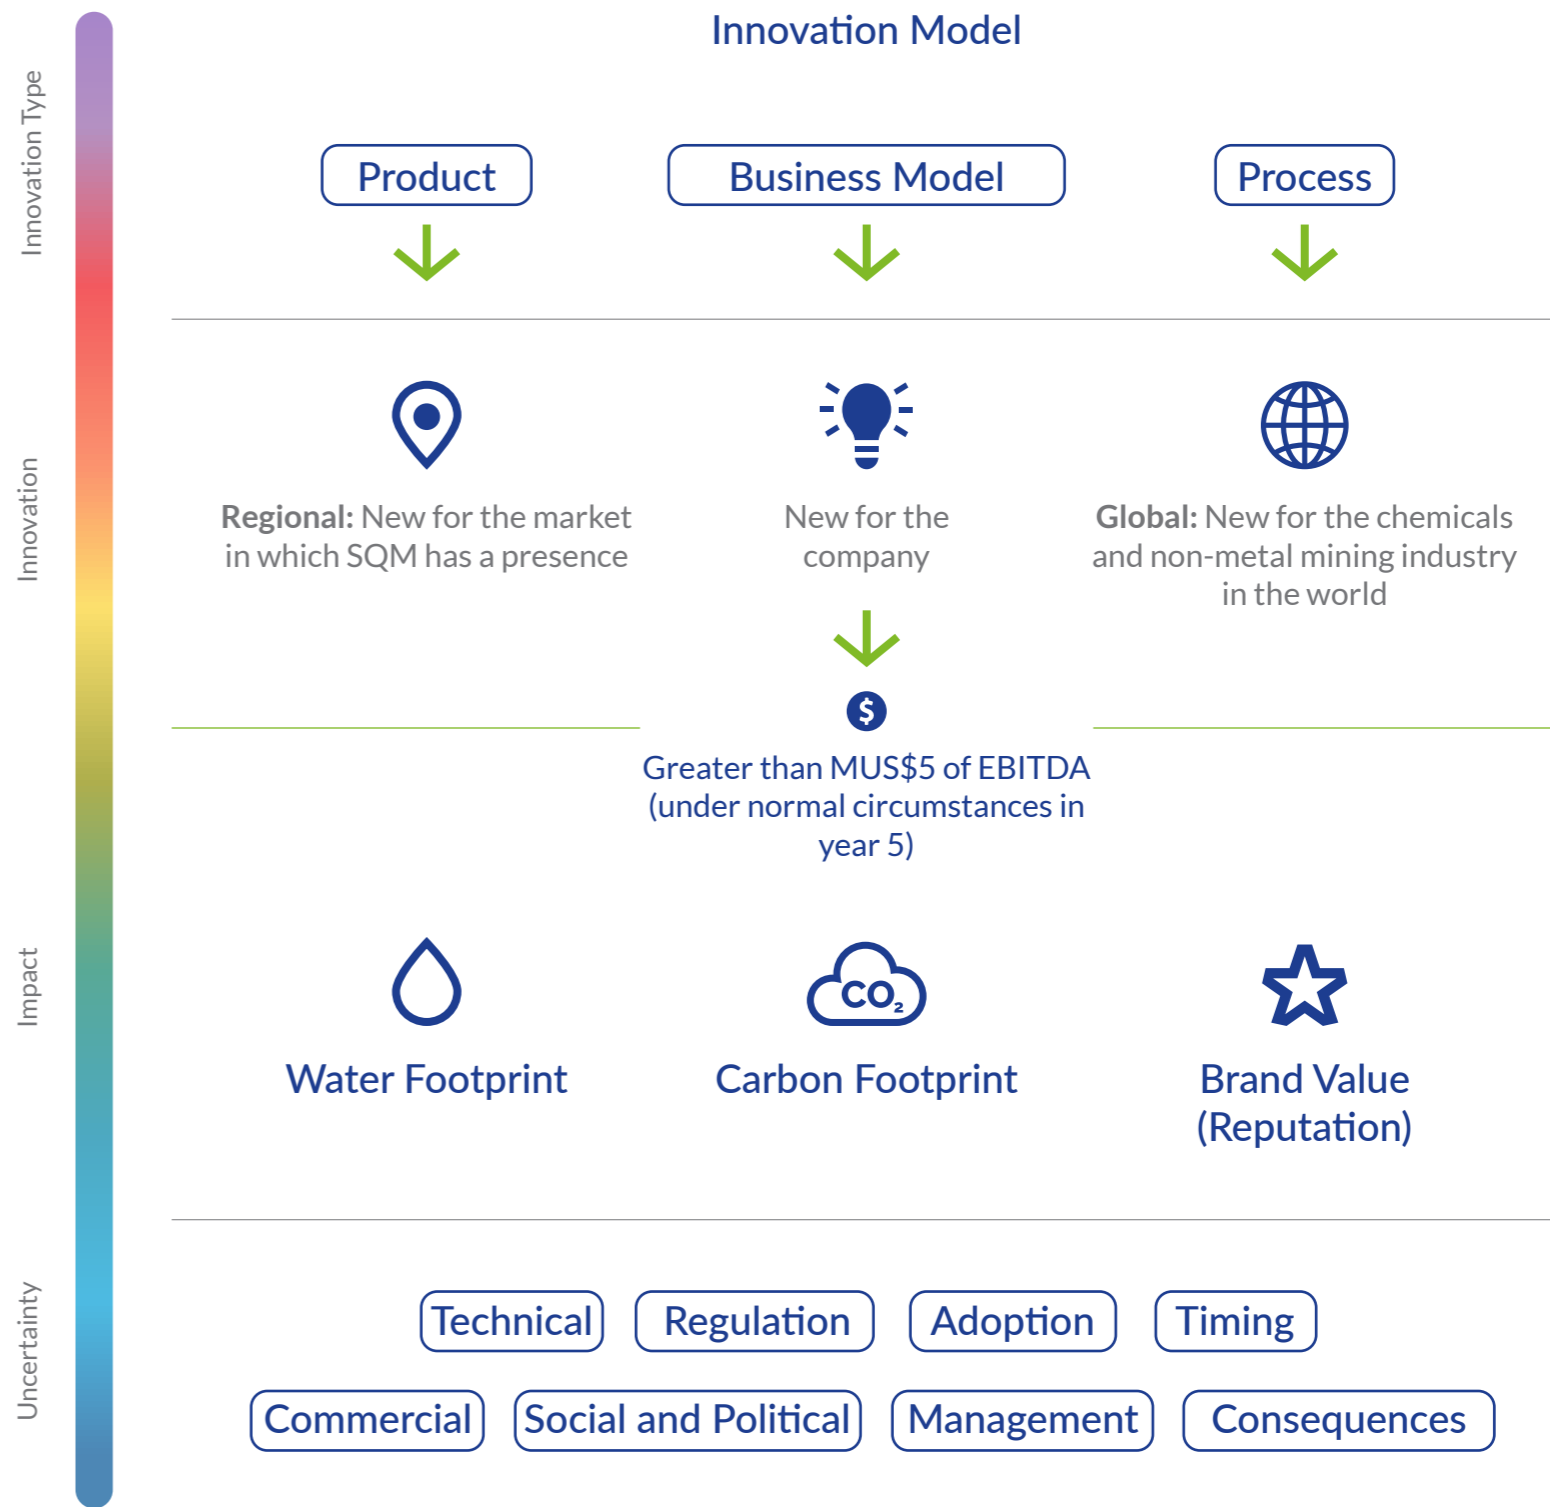 Innovation Model
Innovation Type
Product
Business Model
Process
Innovation
Regional: New for the market
in which SQM has a presence
New for the
company
Global: New for the chemicals
and non-metal mining industry
in the world
$
Greater than MUS$5 of EBITDA
(under normal circumstances in
year 5)
Impact
CO₂
Water Footprint
Carbon Footprint
Brand Value
(Reputation)
Uncertainty
Technical
Regulation
Adoption
Timing
Commercial
Social and Political
Management
Consequences